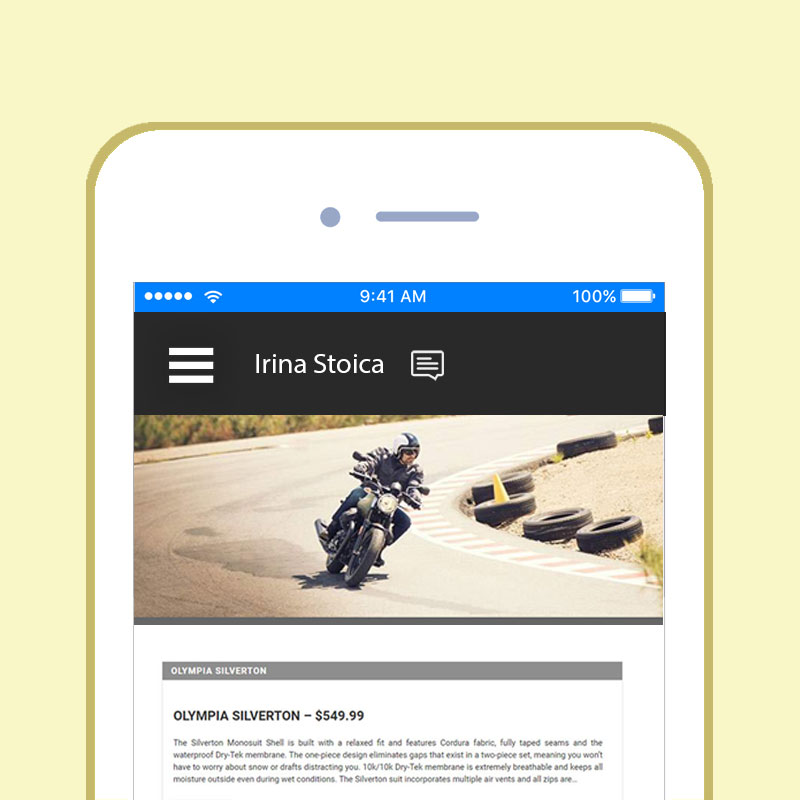 9:41 AM 100%
Irina Stoica
OLYMPIA SILVERTON
OLYMPIA SILVERTON – $549.99
The Silverton Monosuit Shell is built with a relaxed fit and features Cordura fabric, fully taped seams and the
waterproof Dry-Tek membrane. The one-piece design eliminates gaps that exist in a two-piece set, meaning you won't
have to worry about snow or drafts distracting you. 10k/10k Dry-Tek membrane is extremely breathable and keeps all
moisture outside even during wet conditions. The Silverton suit incorporates multiple air vents and all zips are...